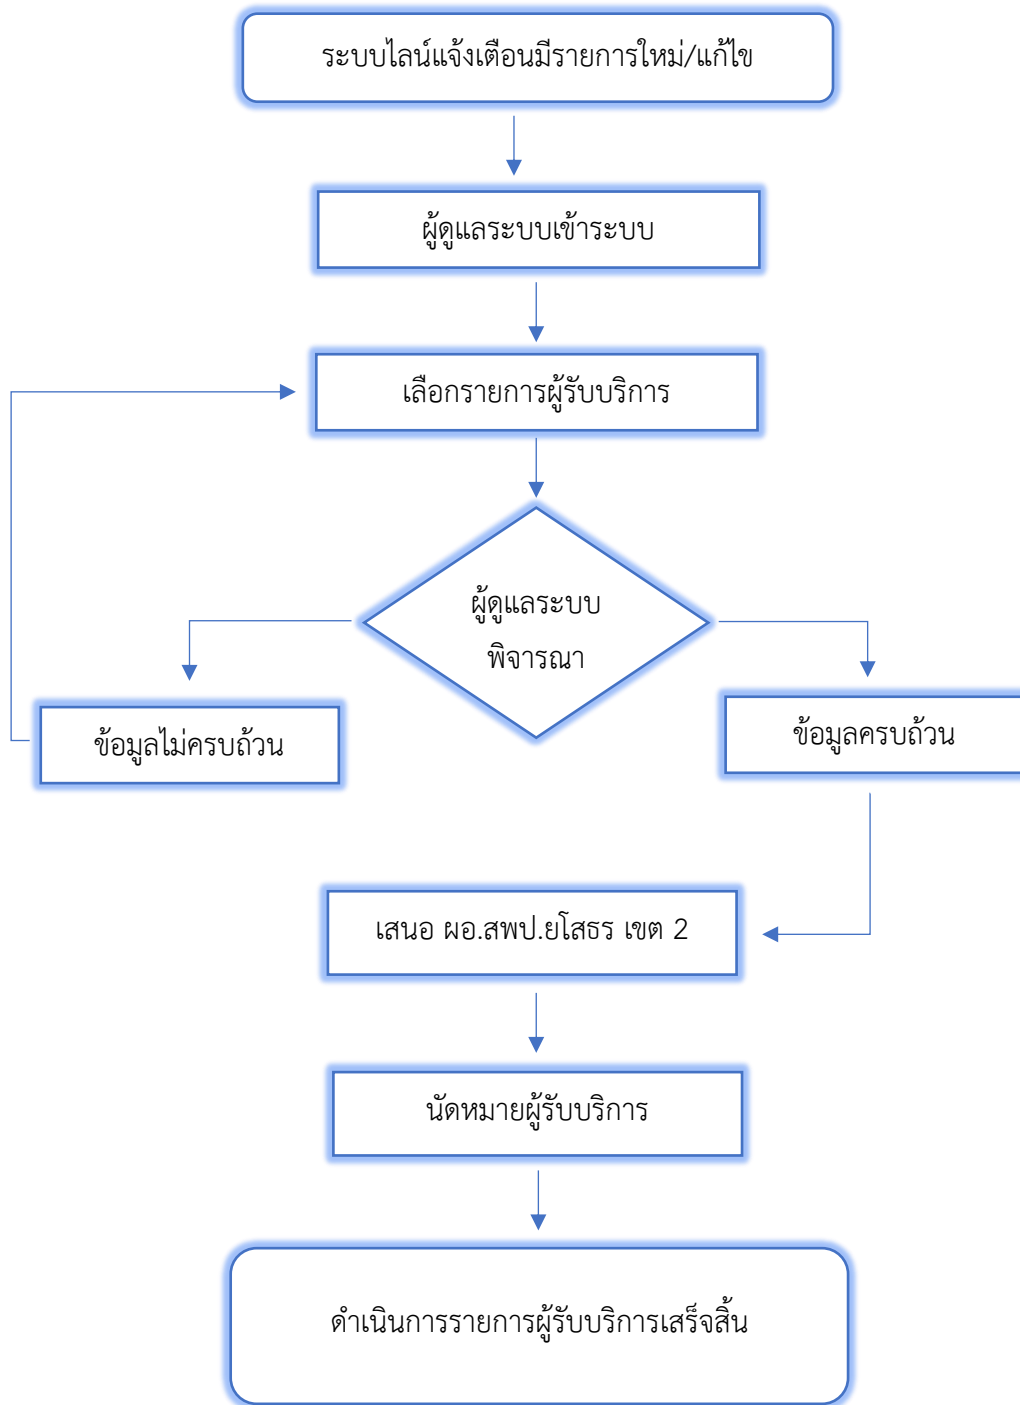 ระบบไลน์แจ้งเตือนมีรายการใหม่/แก้ไข
ผู้ดูแลระบบเข้าระบบ
เลือกรายการผู้รับบริการ
ผู้ดูแลระบบ
พิจารณา
ข้อมูลไม่ครบถ้วน
ข้อมูลครบถ้วน
เสนอ ผอ.สพป.ยโสธร เขต 2
นัดหมายผู้รับบริการ
ดำเนินการรายการผู้รับบริการเสร็จสิ้น